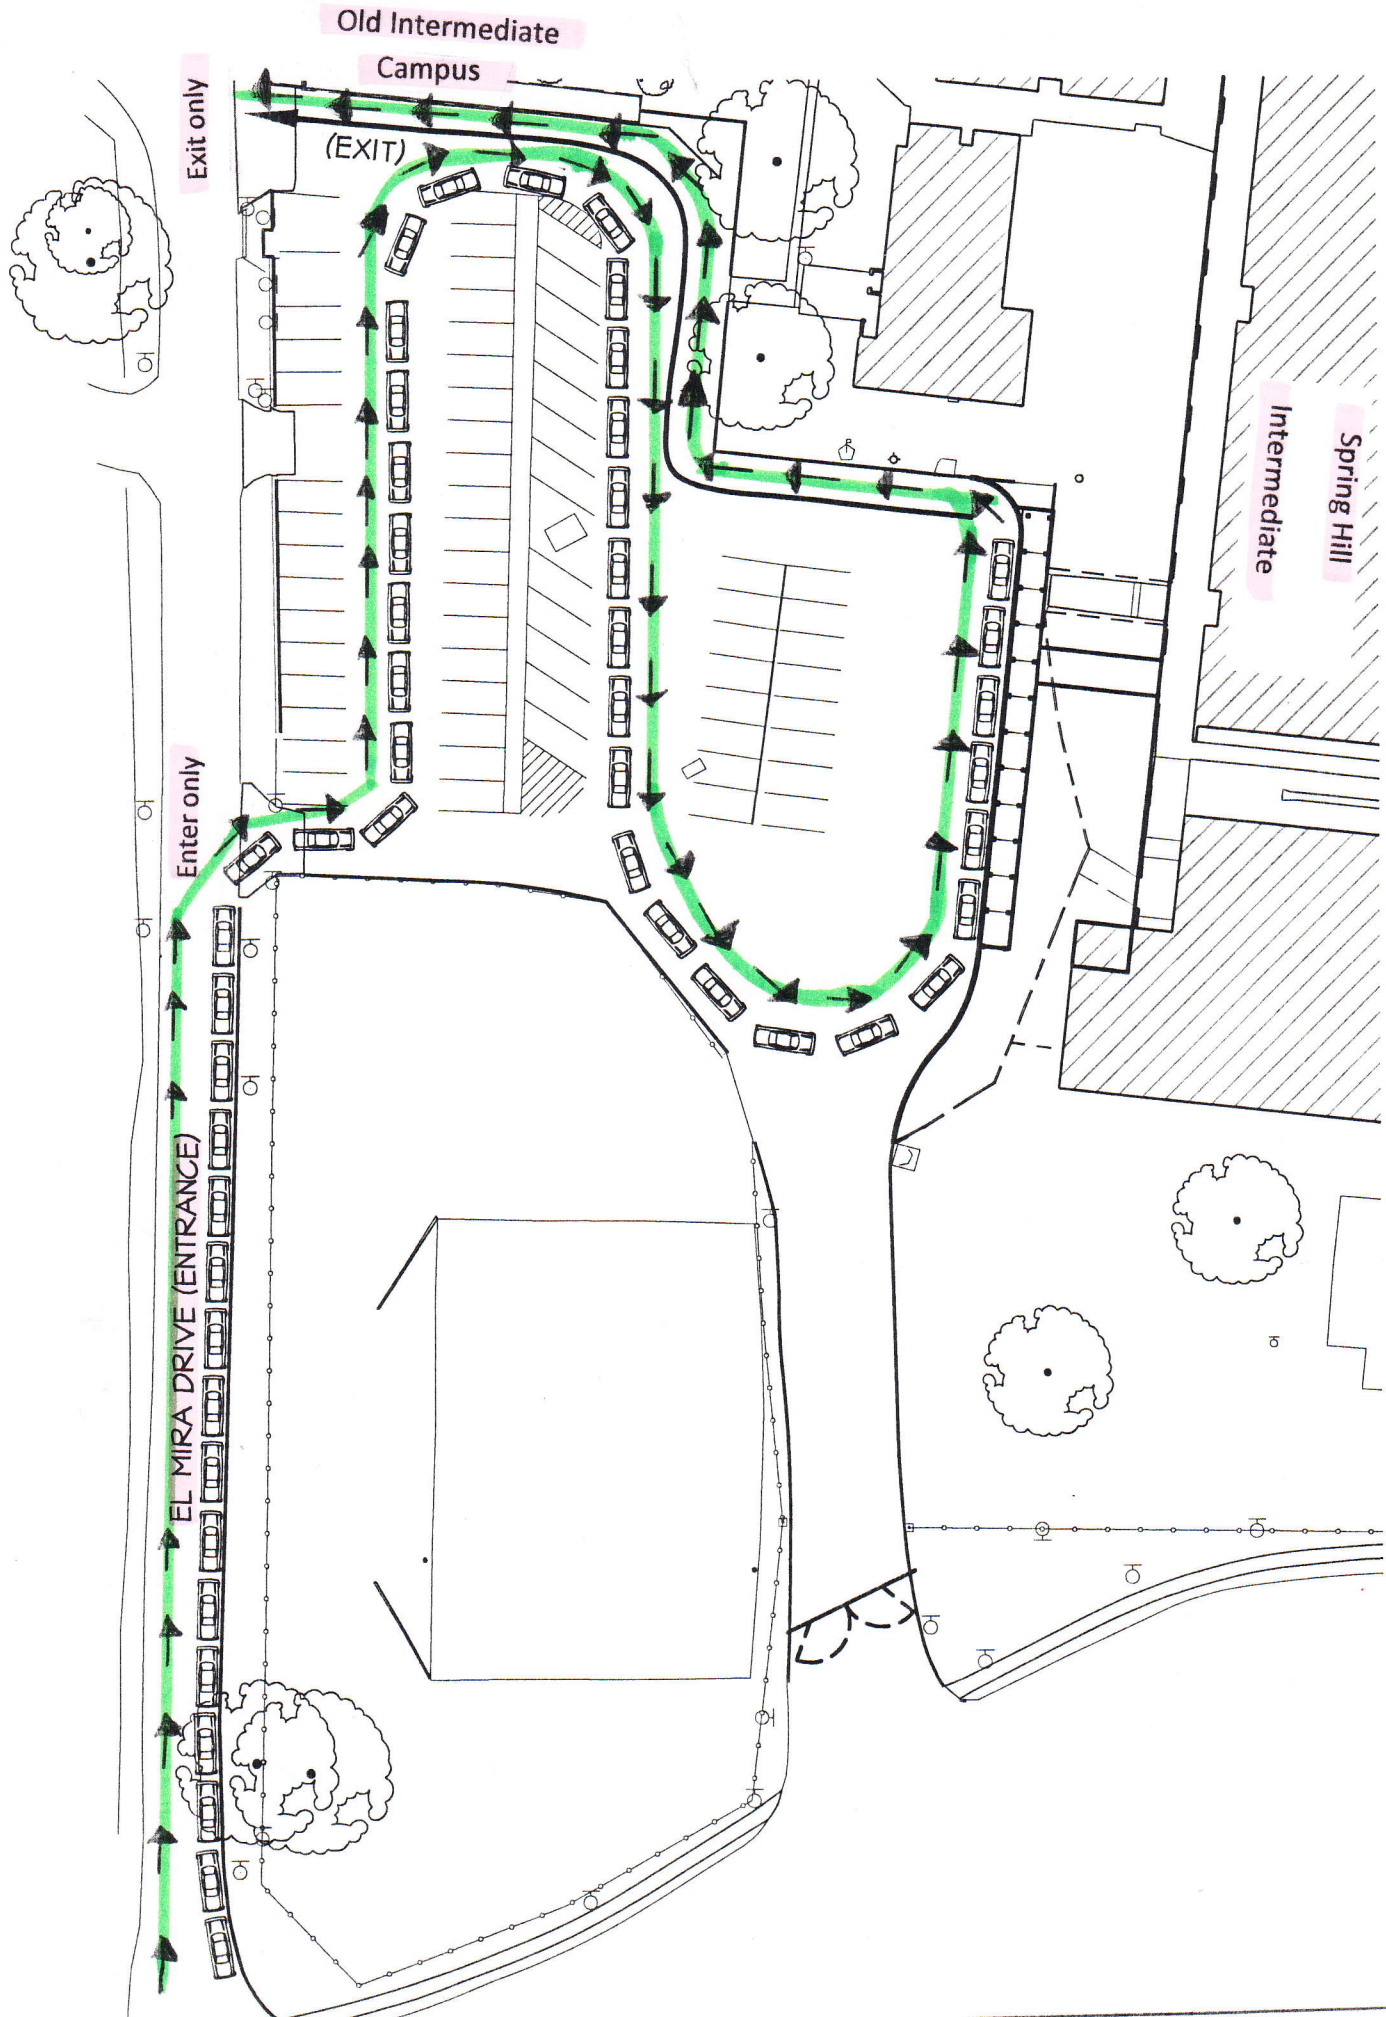 Old Intermediate
Campus
Exit only
(EXIT)
Spring Hill
Intermediate
Enter only
EL MIRA DRIVE (ENTRANCE)